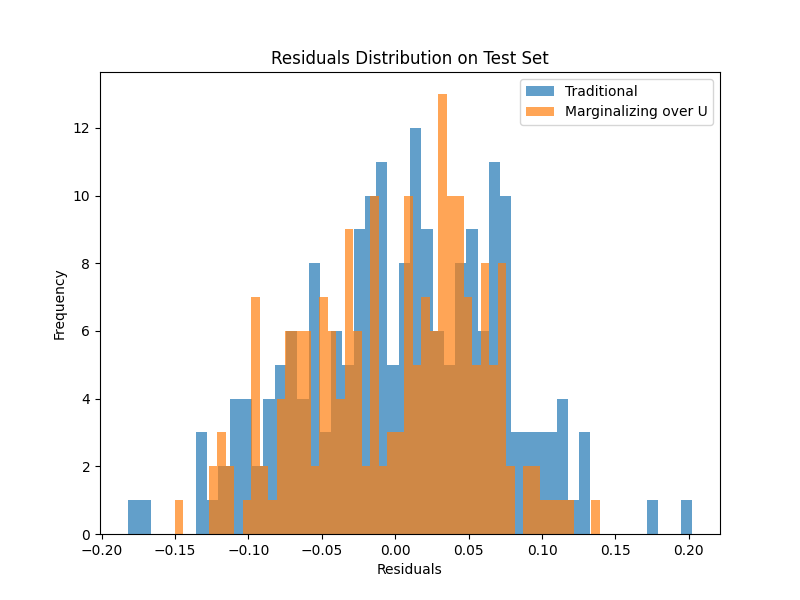 Residuals Distribution on Test Set
Traditional
Marginalizing over U
Frequency
12
10
8
6
4
2
0
−0.20 −0.15 −0.10 −0.05 0.00 0.05 0.10 0.15 0.20
Residuals